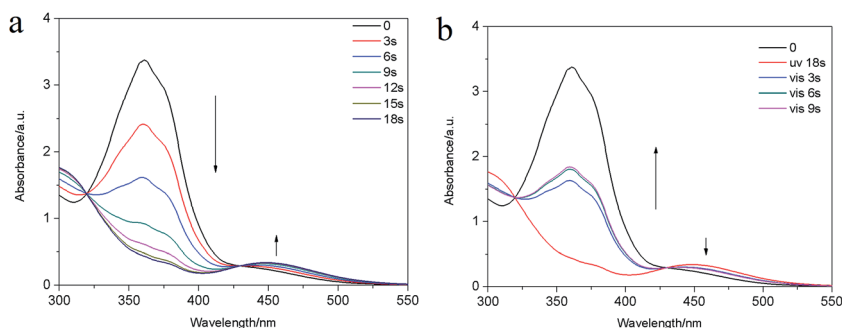 a
4
3
2
1
0
300
350
400
450
500
550
Absorbance/a.u.
Wavelength/nm
0
3s
6s
9s
12s
15s
18s
b
4
3
2
1
0
300
350
400
450
500
550
Absorbance/a.u.
Wavelength/nm
0
uv 18s
vis 3s
vis 6s
vis 9s